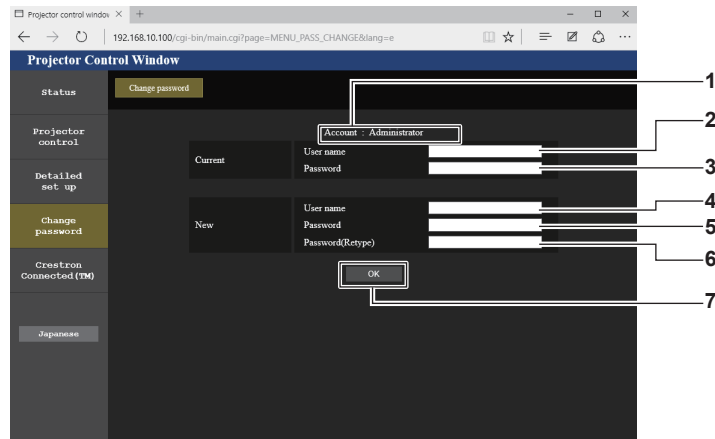 Projector control window
192.168.10.100/cgi-bin/main.cgi?page=MENU_PASS_CHANGE&lang=e
Projector Control Window
Status
Change password
1
Projector
control
Account : Administrator
2
Current
User name
Password
3
Detailed
set up
Change
password
New
User name
4
Password
5
Password(Retype)
6
Crestron
Connected(TM)
OK
7
Japanese